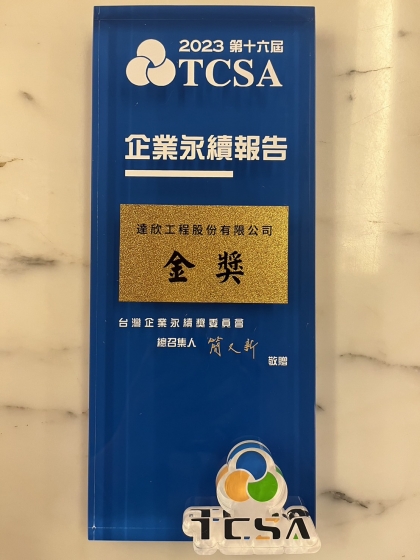 2023 第十六屆
TCSA
企業永續報告
達欣工程股份有限公司
金獎
台灣企業永續獎委員會
總召集人 簡又新
敬贈
TCSA